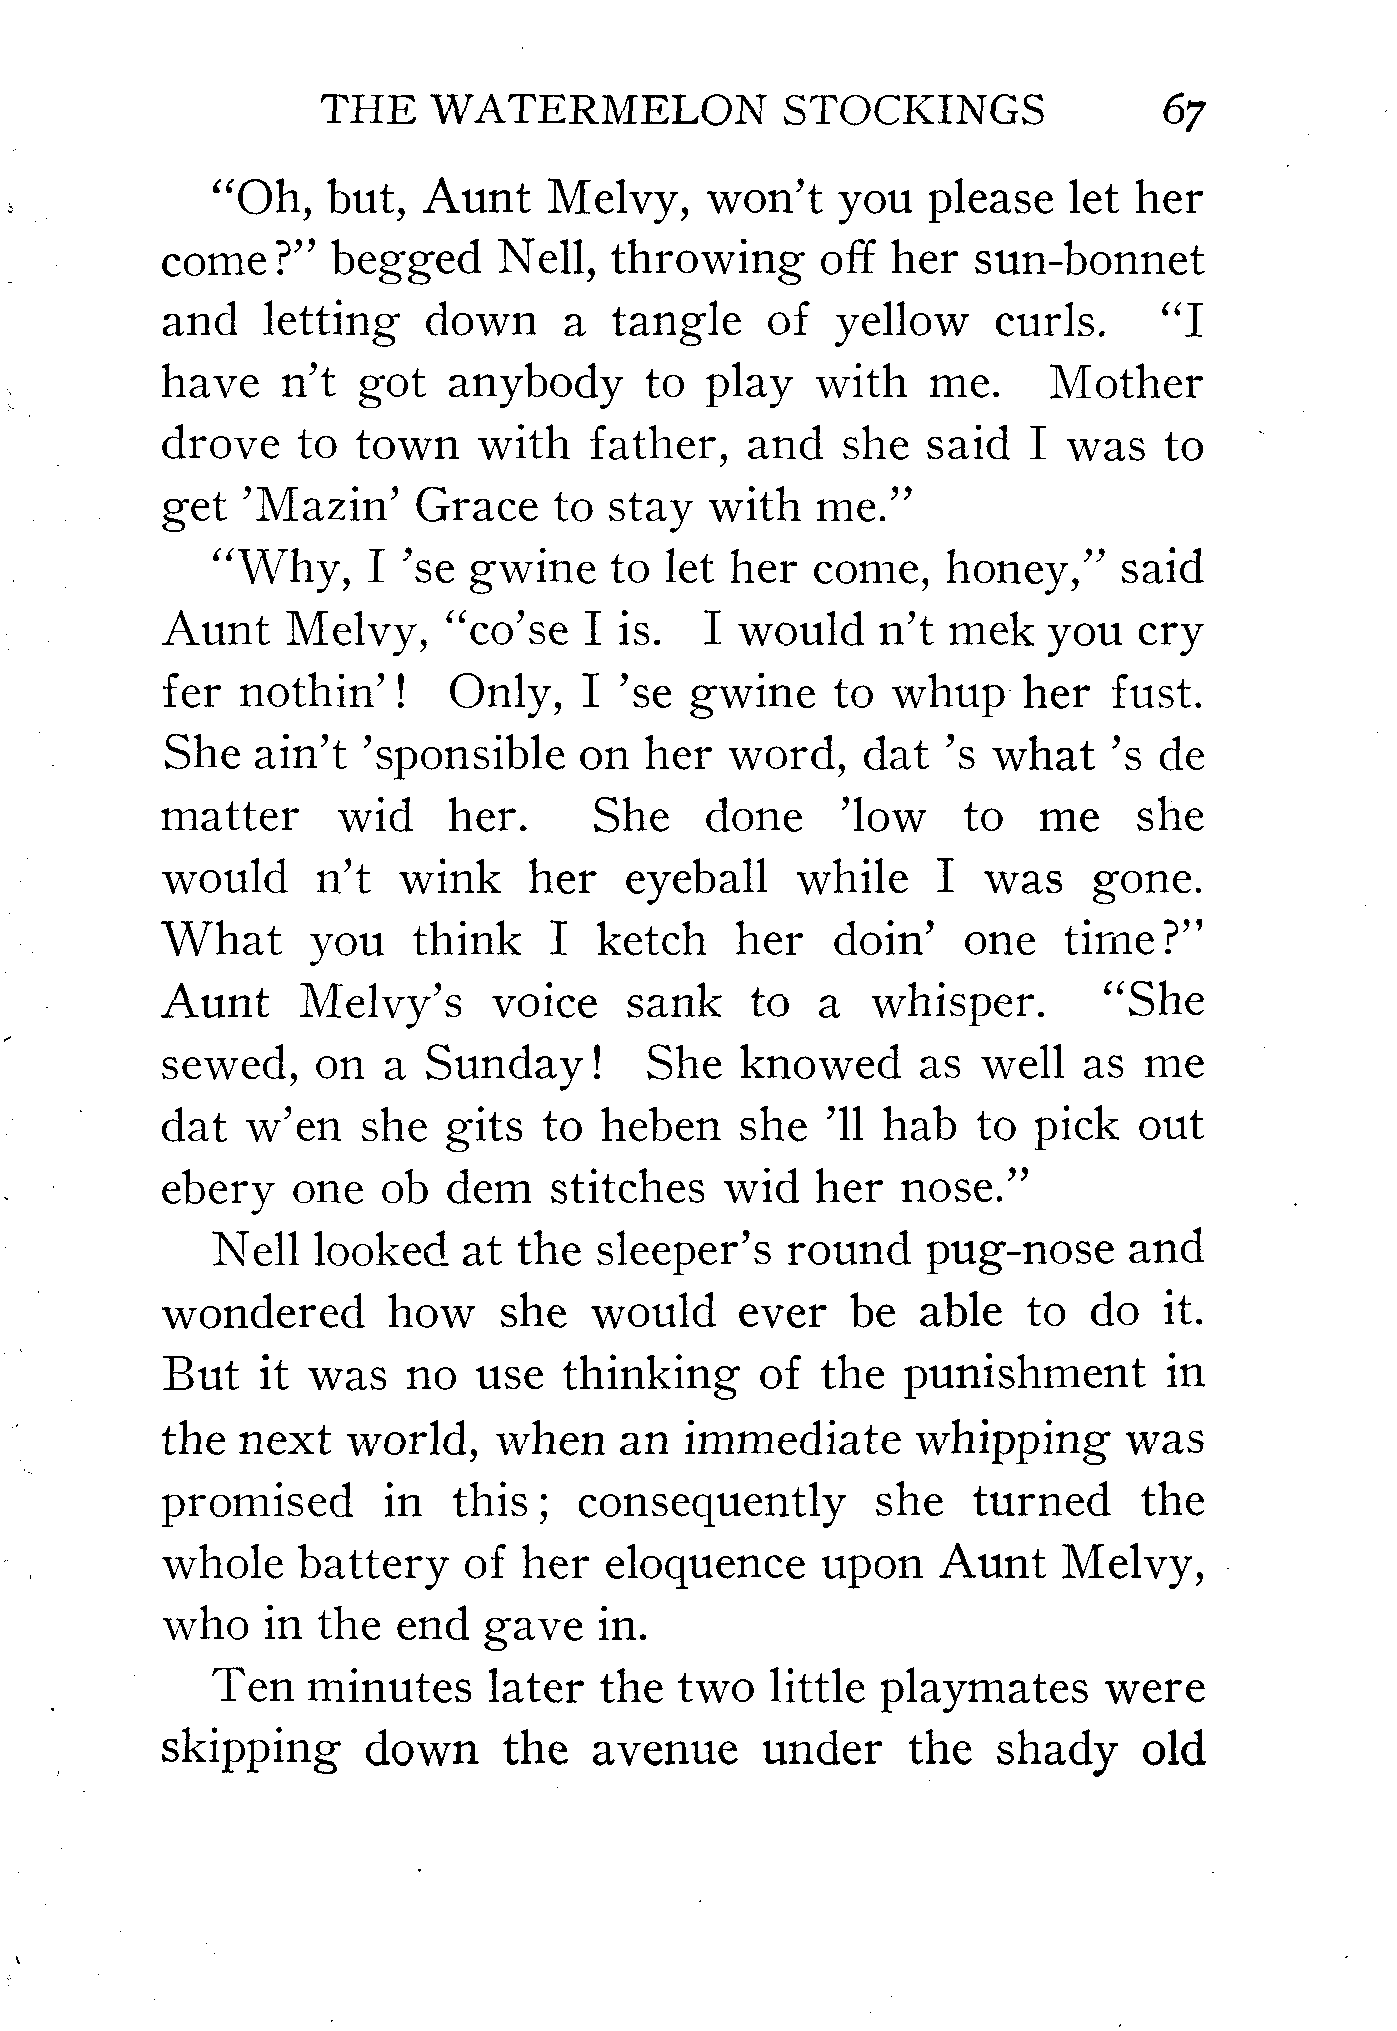 THE WATERMELON STOCKINGS 67
“Oh, but, Aunt Melvy, won’t you please let her
come?” begged Nell, throwing off her sun-bonnet
and letting down a tangle of yellow curls. “I
have n’t got anybody to play with me. Mother
drove to town with father, and she said I was to
get ’Mazin’ Grace to stay with me.”
“Why, I ’se gwine to let her come, honey,” said
Aunt Melvy, “co’se I is. I would n’t mek you cry
fer nothin’! Only, I ’se gwine to whup her fust.
She ain’t ’sponsible on her word, dat ’s what ’s de
matter wid her. She done ’low to me she
would n’t wink her eyeball while I was gone.
What you think I ketch her doin’ one time?”
Aunt Melvy’s voice sank to a whisper. “She
sewed, on a Sunday! She knowed as well as me
dat w’en she gits to heben she ’ll hab to pick out
ebery one ob dem stitches wid her nose.”
Nell looked at the sleeper’s round pug-nose and
wondered how she would ever be able to do it.
But it was no use thinking of the punishment in
the next world, when an immediate whipping was
promised in this; consequently she turned the
whole battery of her eloquence upon Aunt Melvy,
who in the end gave in.
Ten minutes later the two little playmates were
skipping down the avenue under the shady old